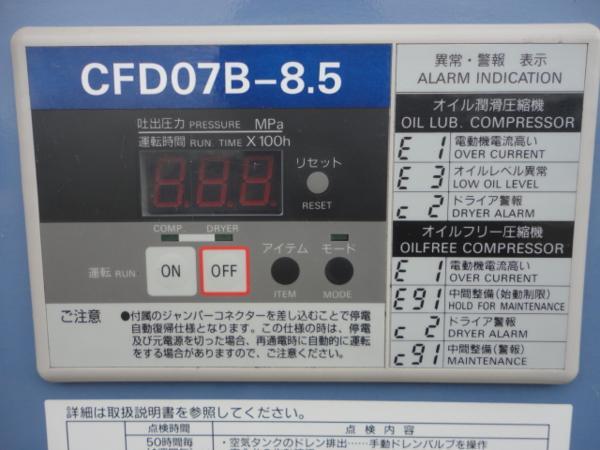 CFD07B-8.5
吐出圧力 PRESSURE MPa
運転時間 RUN. TIME X100h
リセット
RESET
COMP. DRYER
運転 RUN.
ON
OFF
アイテム
ITEM
モード
MODE
ご注意
●付属のジャンパーコネクターを差し込むことで停電
自動復帰仕様となります。この仕様の時は、停電
及び元電源を切った場合、再通電時に自動的に運転
をする場合がありますので、ご注意ください。
異常・警報 表示
ALARM INDICATION
オイル潤滑圧縮機
OIL LUB. COMPRESSOR
E 1 電動機電流高い
OVER CURRENT
E 3 オイルレベル異常
LOW OIL LEVEL
c 2 ドライア警報
DRYER ALARM
オイルフリー圧縮機
OILFREE COMPRESSOR
E 1 電動機電流高い
OVER CURRENT
E91 中間整備(始動制限)
HOLD FOR MAINTENANCE
c 2 ドライア警報
DRYER ALARM
c91 中間整備(警報)
MAINTENANCE
詳細は取扱説明書を参照してください。
点検時間 点検内容
50時間毎 ・空気タンクのドレン排出……手動ドレンバルブを操作